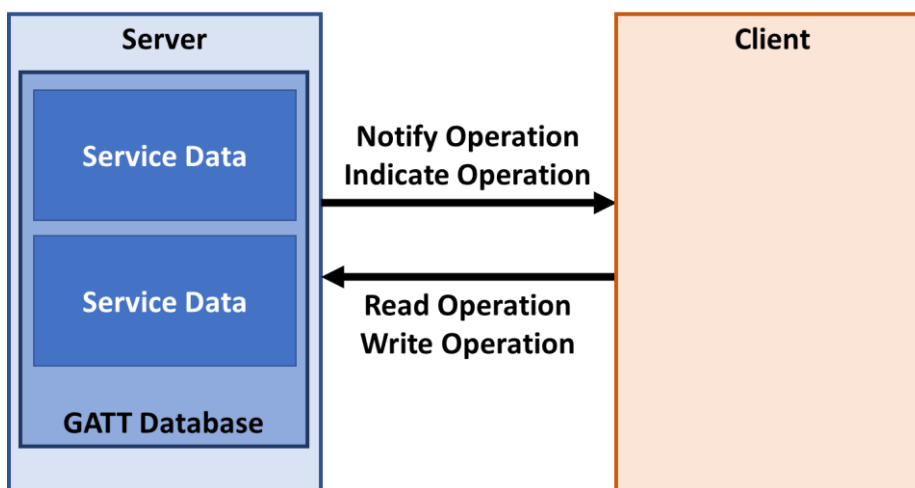 Server
Service Data
Service Data
GATT Database
Notify Operation
Indicate Operation
Read Operation
Write Operation
Client